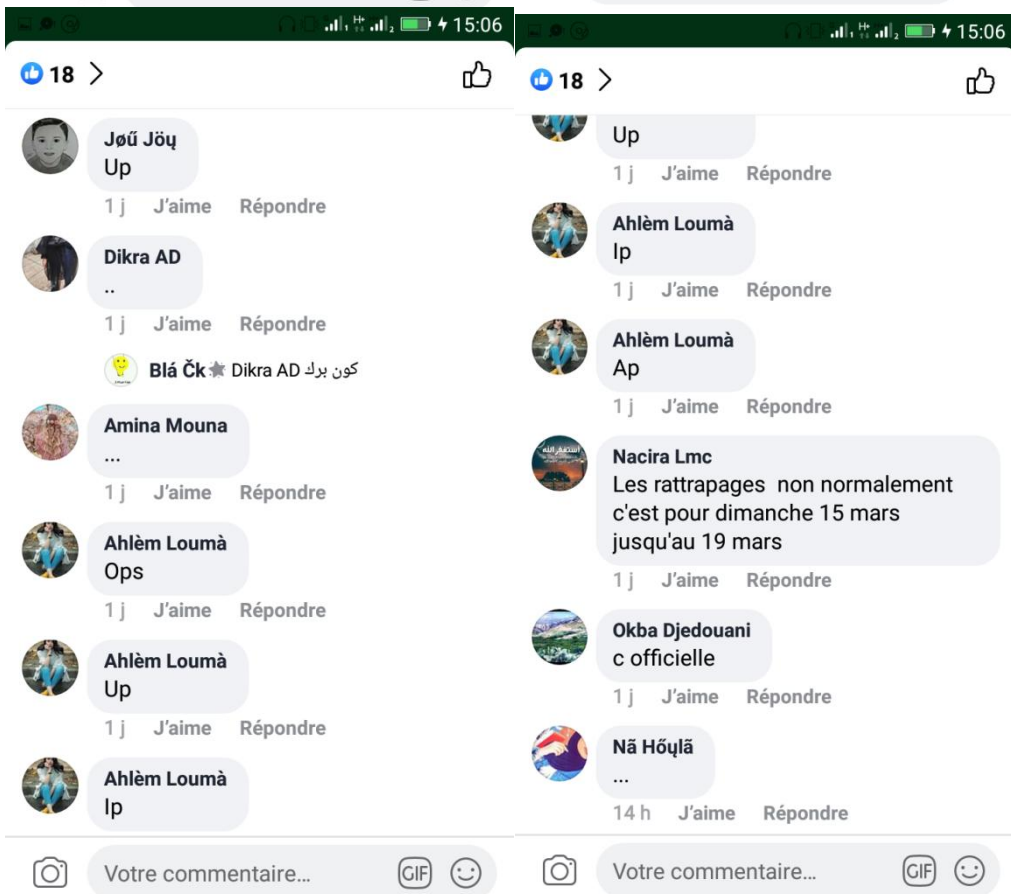 15:06
18
Jøű Jöų
Up
1 j J'aime Répondre
Dikra AD
..
1 j J'aime Répondre
Blá Čk Dikra AD كون برك
Amina Mouna
...
1 j J'aime Répondre
Ahlèm Loumà
Ops
1 j J'aime Répondre
Ahlèm Loumà
Up
1 j J'aime Répondre
Ahlèm Loumà
Ip
Votre commentaire...
GIF
15:06
18
Up
1 j J'aime Répondre
Ahlèm Loumà
Ip
1 j J'aime Répondre
Ahlèm Loumà
Ap
1 j J'aime Répondre
أستغفر الله
Nacira Lmc
Les rattrapages non normalement
c'est pour dimanche 15 mars
jusqu'au 19 mars
1 j J'aime Répondre
Okba Djedouani
c officielle
1 j J'aime Répondre
Nã Hőųlã
...
14 h J'aime Répondre
Votre commentaire...
GIF